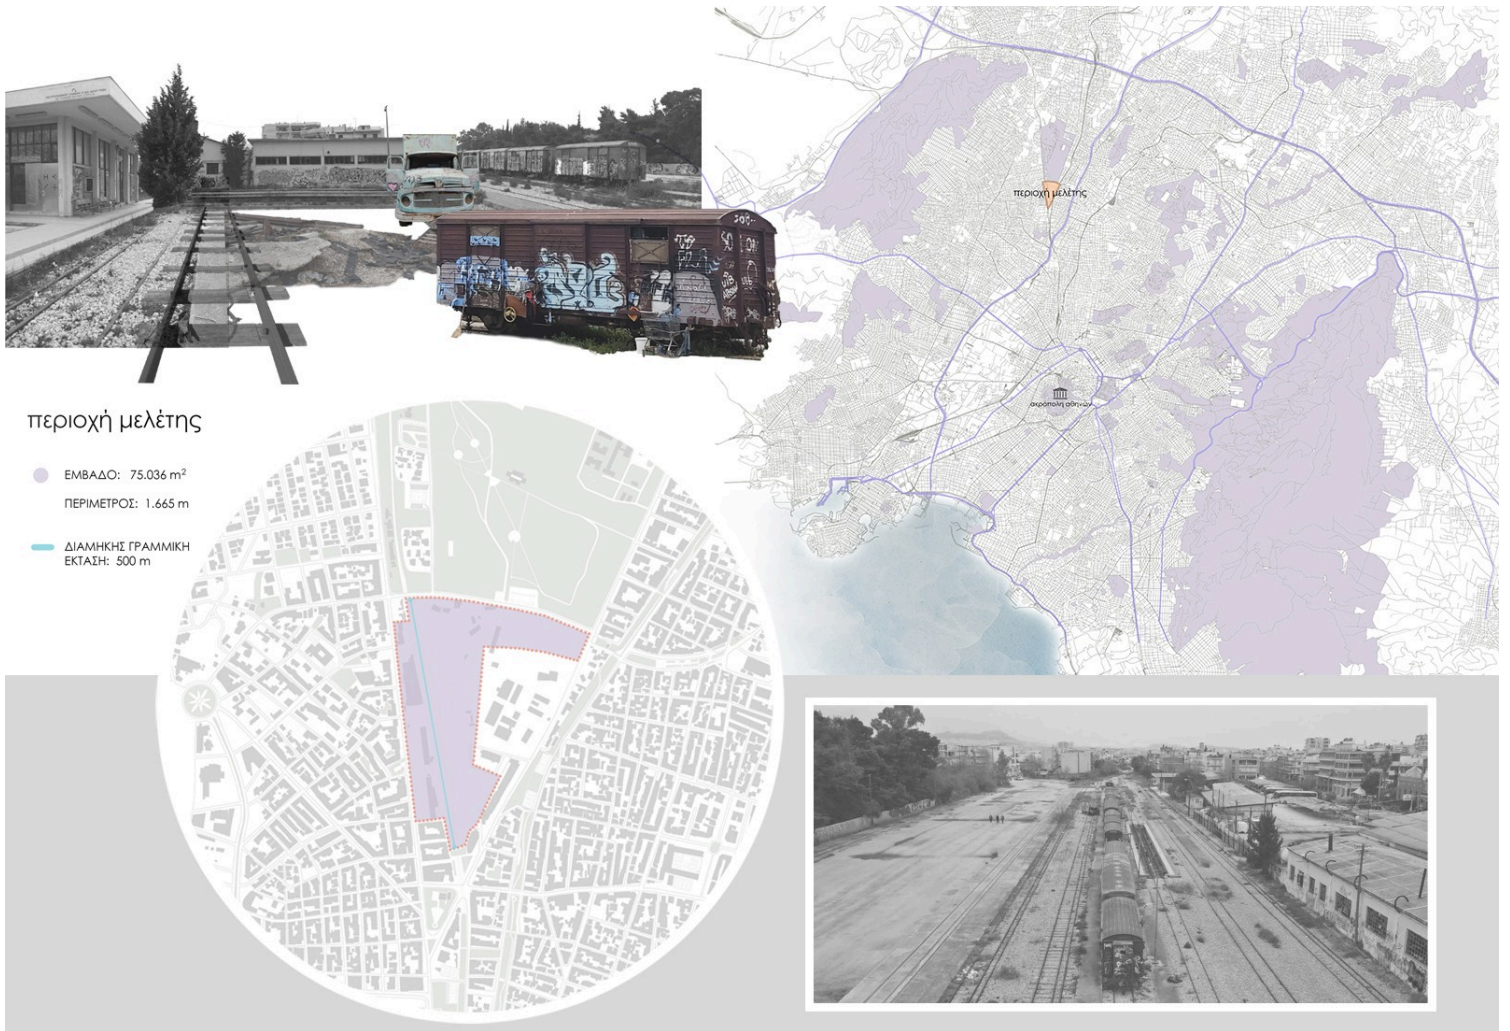 περιοχή μελέτης
ακρόπολη αθηνών
περιοχή μελέτης
ΕΜΒΑΔΟ: 75.036 m²
ΠΕΡΙΜΕΤΡΟΣ: 1.665 m
ΔΙΑΜΗΚΗΣ ΓΡΑΜΜΙΚΗ
ΕΚΤΑΣΗ: 500 m